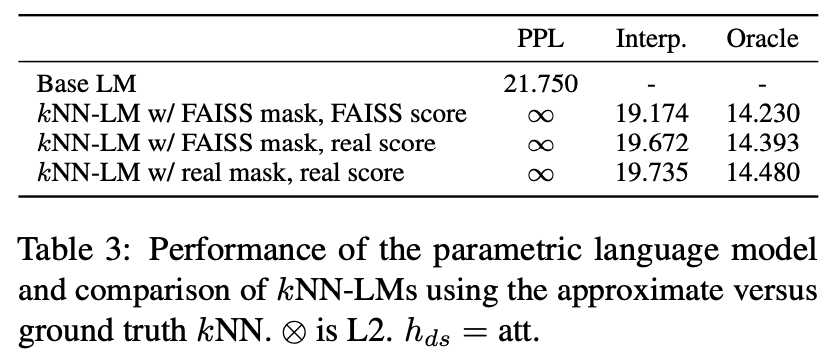 PPL Interp. Oracle
Base LM 21.750 - -
kNN-LM w/ FAISS mask, FAISS score ∞ 19.174 14.230
kNN-LM w/ FAISS mask, real score ∞ 19.672 14.393
kNN-LM w/ real mask, real score ∞ 19.735 14.480
Table 3: Performance of the parametric language model
and comparison of kNN-LMs using the approximate versus
ground truth kNN. ⊗ is L2. h_ds = att.